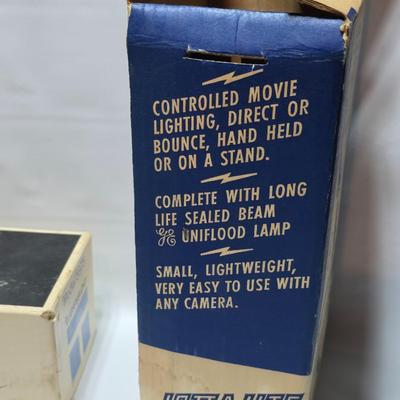 CONTROLLED MOVIE
LIGHTING, DIRECT OR
BOUNCE, HAND HELD
OR ON A STAND.
COMPLETE WITH LONG
LIFE SEALED BEAM
GE UNIFLOOD LAMP
SMALL, LIGHTWEIGHT,
VERY EASY TO USE WITH
ANY CAMERA.